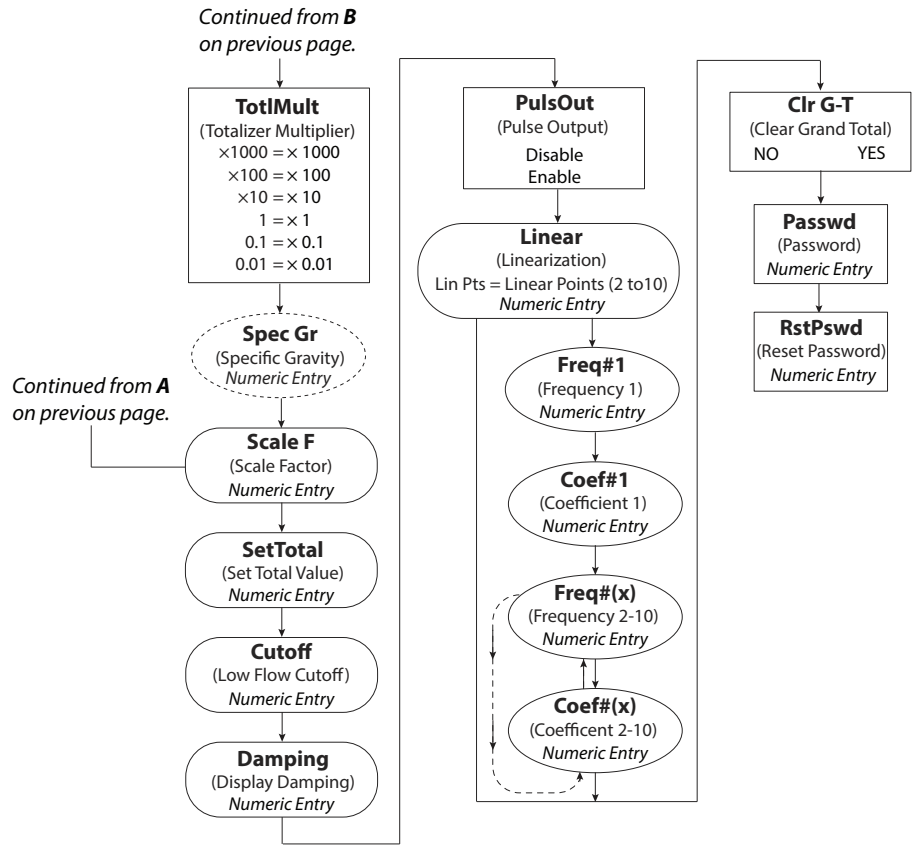 Continued from B
on previous page.
TotlMult
(Totalizer Multiplier)
×1000 = × 1000
×100 = × 100
×10 = × 10
1 = × 1
0.1 = × 0.1
0.01 = × 0.01
Spec Gr
(Specific Gravity)
Numeric Entry
Continued from A
on previous page.
Scale F
(Scale Factor)
Numeric Entry
SetTotal
(Set Total Value)
Numeric Entry
Cutoff
(Low Flow Cutoff)
Numeric Entry
Damping
(Display Damping)
Numeric Entry
PulsOut
(Pulse Output)
Disable
Enable
Linear
(Linearization)
Lin Pts = Linear Points (2 to10)
Numeric Entry
Freq#1
(Frequency 1)
Numeric Entry
Coef#1
(Coefficient 1)
Numeric Entry
Freq#(x)
(Frequency 2-10)
Numeric Entry
Coef#(x)
(Coefficent 2-10)
Numeric Entry
Clr G-T
(Clear Grand Total)
NO YES
Passwd
(Password)
Numeric Entry
RstPswd
(Reset Password)
Numeric Entry